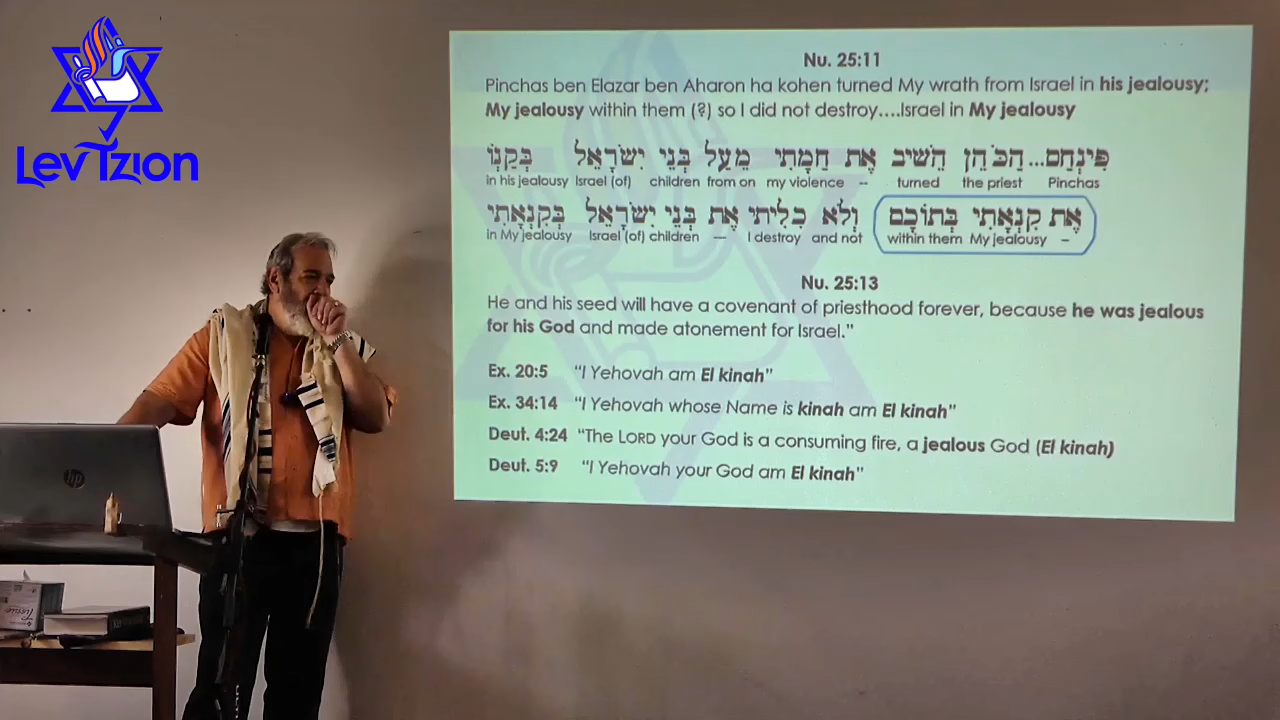 Lev Tzion
Nu. 25:11
Pinchas ben Elazar ben Aharon ha kohen turned My wrath from Israel in his jealousy;
My jealousy within them (?) so I did not destroy….Israel in My jealousy
פִּינְחָס...הַכֹּהֵן הֵשִׁיב אֶת חֲמָתִי מֵעַל בְּנֵי יִשְׂרָאֵל בְּקַנְאוֹ
in his jealousy Israel (of) children from on my violence – turned the priest Pinchas
אֶת קִנְאָתִי בְּתוֹכָם וְלֹא כִלִּיתִי אֶת בְּנֵי יִשְׂרָאֵל בְּקִנְאָתִי
in My jealousy Israel (of) children — I destroy and not within them My jealousy –
Nu. 25:13
He and his seed will have a covenant of priesthood forever, because he was jealous
for his God and made atonement for Israel.”
Ex. 20:5 “I Yehovah am El kinah”
Ex. 34:14 “I Yehovah whose Name is kinah am El kinah”
Deut. 4:24 “The LORD your God is a consuming fire, a jealous God (El kinah)
Deut. 5:9 “I Yehovah your God am El kinah”
hp